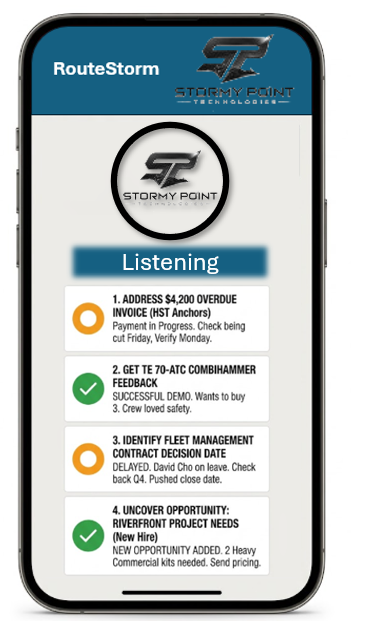 RouteStorm
STORMY POINT
TECHNOLOGIES
STORMY POINT
TECHNOLOGIES
Listening
1. ADDRESS $4,200 OVERDUE
INVOICE (HST Anchors)
Payment in Progress. Check being
cut Friday, Verify Monday.
2. GET TE 70-ATC COMBIHAMMER
FEEDBACK
SUCCESSFUL DEMO. Wants to buy
3. Crew loved safety.
3. IDENTIFY FLEET MANAGEMENT
CONTRACT DECISION DATE
DELAYED. David Cho on leave. Check
back Q4. Pushed close date.
4. UNCOVER OPPORTUNITY:
RIVERFRONT PROJECT NEEDS
(New Hire)
NEW OPPORTUNITY ADDED. 2 Heavy
Commercial kits needed. Send pricing.